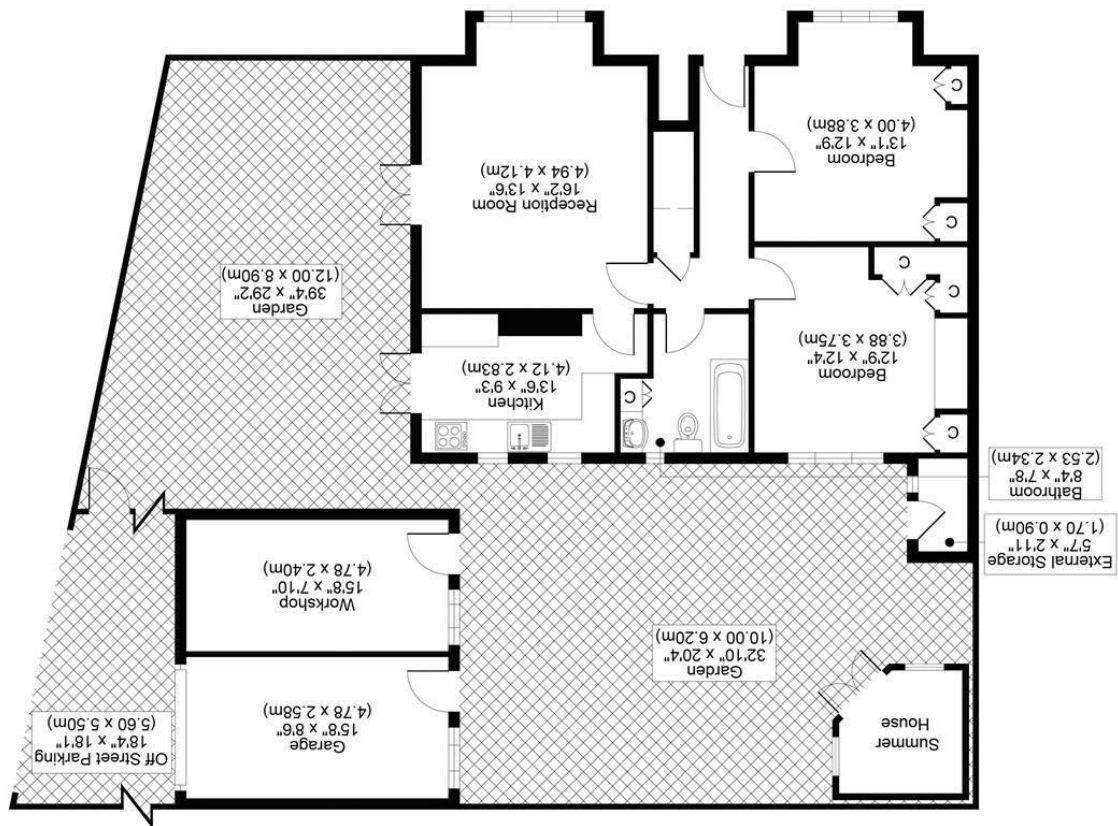 Summer
House
Garage
15'8" x 8'6"
(4.78 x 2.58m)
Off Street Parking
18'4" x 18'1"
(5.60 x 5.50m)
Garden
32'10" x 20'4"
(10.00 x 6.20m)
Workshop
15'8" x 7'10"
(4.78 x 2.40m)
External Storage
5'7" x 2'11"
(1.70 x 0.90m)
Bathroom
8'4" x 7'8"
(2.53 x 2.34m)
C
Bedroom
12'9" x 12'4"
(3.88 x 3.75m)
C
Kitchen
13'6" x 9'3"
(4.12 x 2.83m)
C
C
Garden
39'4" x 29'2"
(12.00 x 8.90m)
C
Reception Room
16'2" x 13'6"
(4.94 x 4.12m)
Bedroom
13'1" x 12'9"
(4.00 x 3.88m)
C